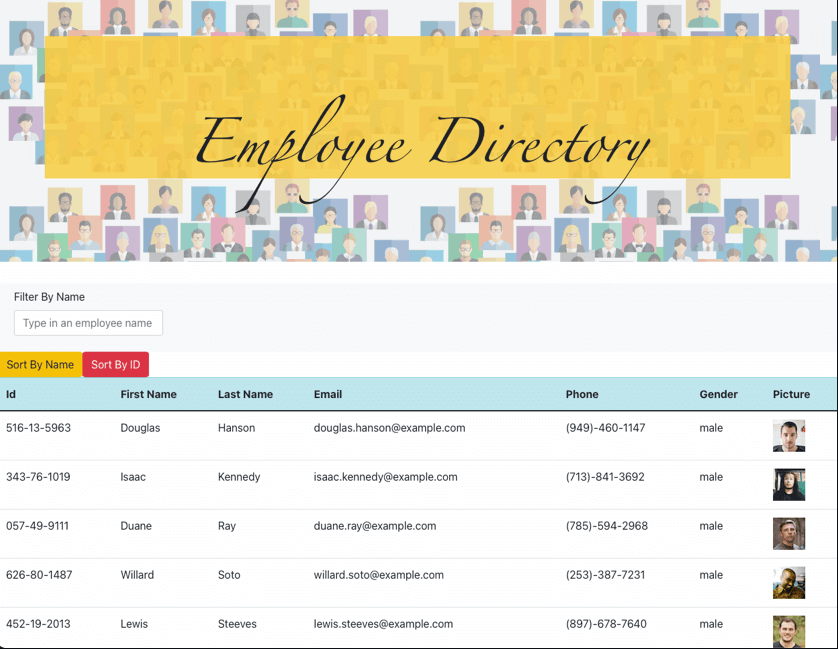 Employee Directory
Filter By Name
Type in an employee name
Sort By Name Sort By ID
Id First Name Last Name Email Phone Gender Picture
516-13-5963 Douglas Hanson douglas.hanson@example.com (949)-460-1147 male
343-76-1019 Isaac Kennedy isaac.kennedy@example.com (713)-841-3692 male
057-49-9111 Duane Ray duane.ray@example.com (785)-594-2968 male
626-80-1487 Willard Soto willard.soto@example.com (253)-387-7231 male
452-19-2013 Lewis Steeves lewis.steeves@example.com (897)-678-7640 male